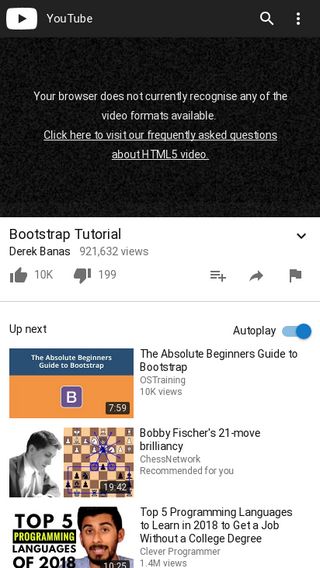 YouTube
Your browser does not currently recognise any of the
video formats available.
Click here to visit our frequently asked questions
about HTML5 video.
Bootstrap Tutorial
Derek Banas 921,632 views
10K 199
Up next Autoplay
The Absolute Beginners
Guide to Bootstrap
B
7:59
The Absolute Beginners Guide to
Bootstrap
OSTraining
10K views
19:42
Bobby Fischer's 21-move
brilliancy
ChessNetwork
Recommended for you
TOP 5
PROGRAMMING
LANGUAGES
OF 2018
10:25
Top 5 Programming Languages
to Learn in 2018 to Get a Job
Without a College Degree
Clever Programmer
1.4M views